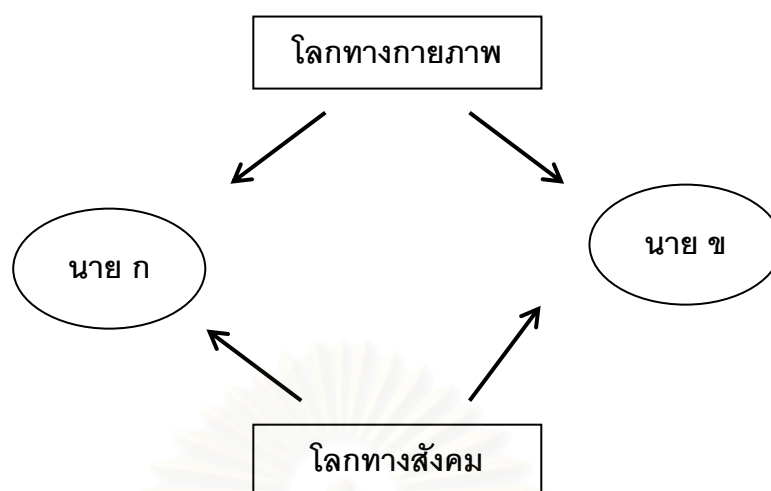 โลกทางกายภาพ
นาย ก
นาย ข
โลกทางสังคม